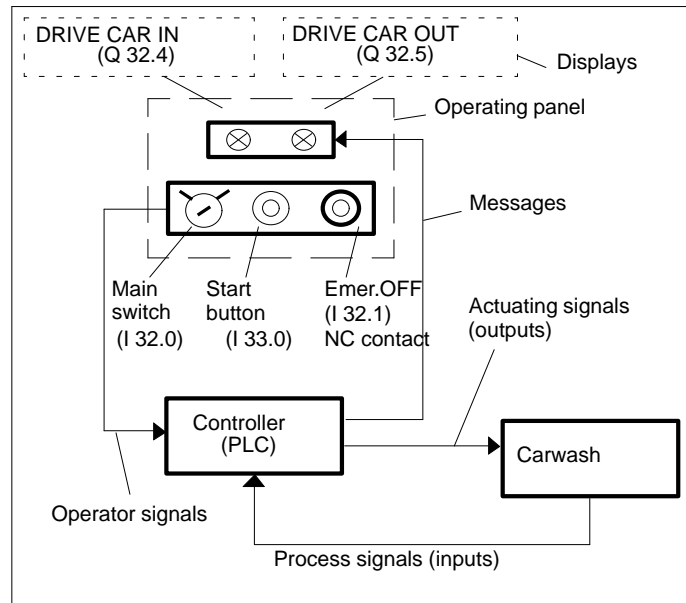 DRIVE CAR IN
(Q 32.4)
DRIVE CAR OUT
(Q 32.5)
Displays
Operating panel
Messages
Main
switch
(I 32.0)
Start
button
(I 33.0)
Emer.OFF
(I 32.1)
NC contact
Actuating signals
(outputs)
Controller
(PLC)
Carwash
Operator signals
Process signals (inputs)